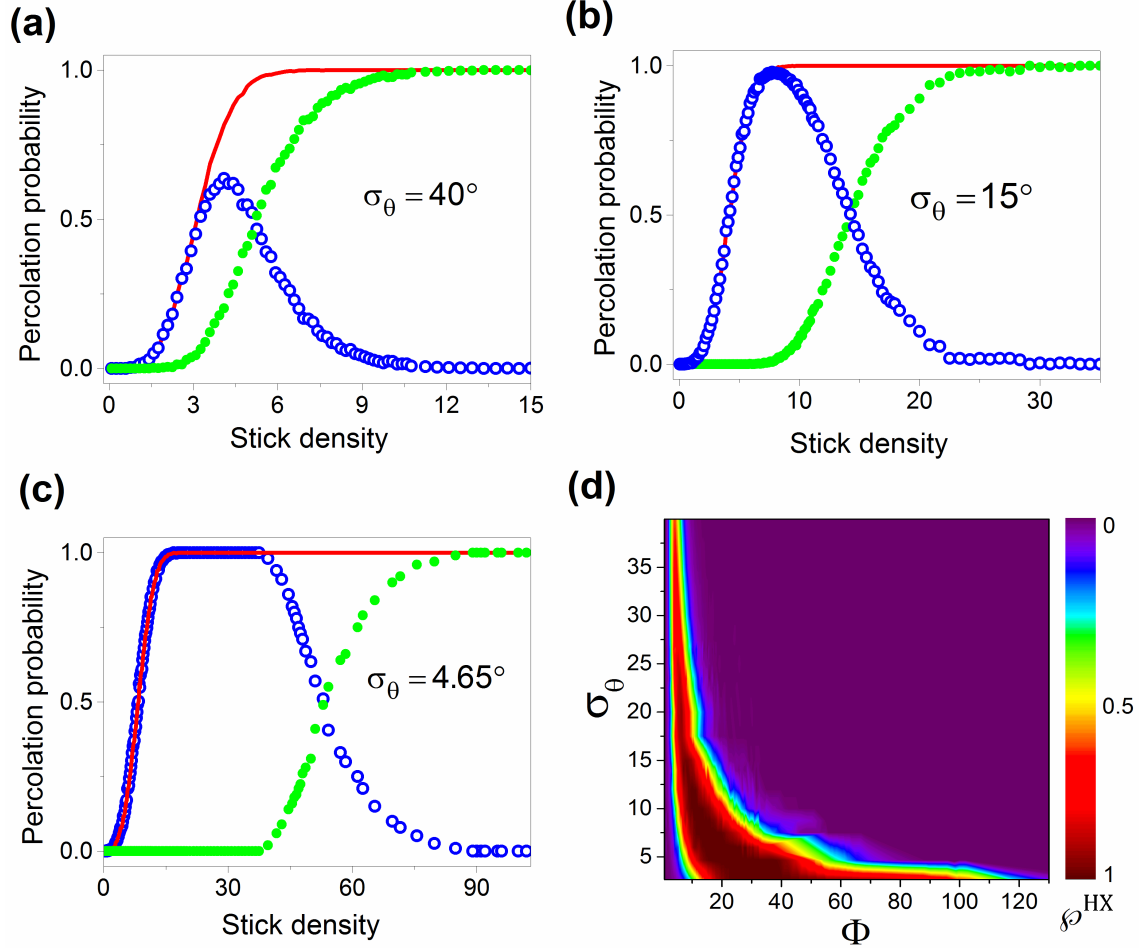 (a)
Percolation probability
1.0
0.5
0.0
σθ = 40°
0 3 6 9 12 15
Stick density
(b)
Percolation probability
1.0
0.5
0.0
σθ = 15°
0 10 20 30
Stick density
(c)
Percolation probability
1.0
0.5
0.0
σθ = 4.65°
0 30 60 90
Stick density
(d)
σθ
35
30
25
20
15
10
5
20 40 60 80 100 120
Φ
0
0.5
1
℘HX